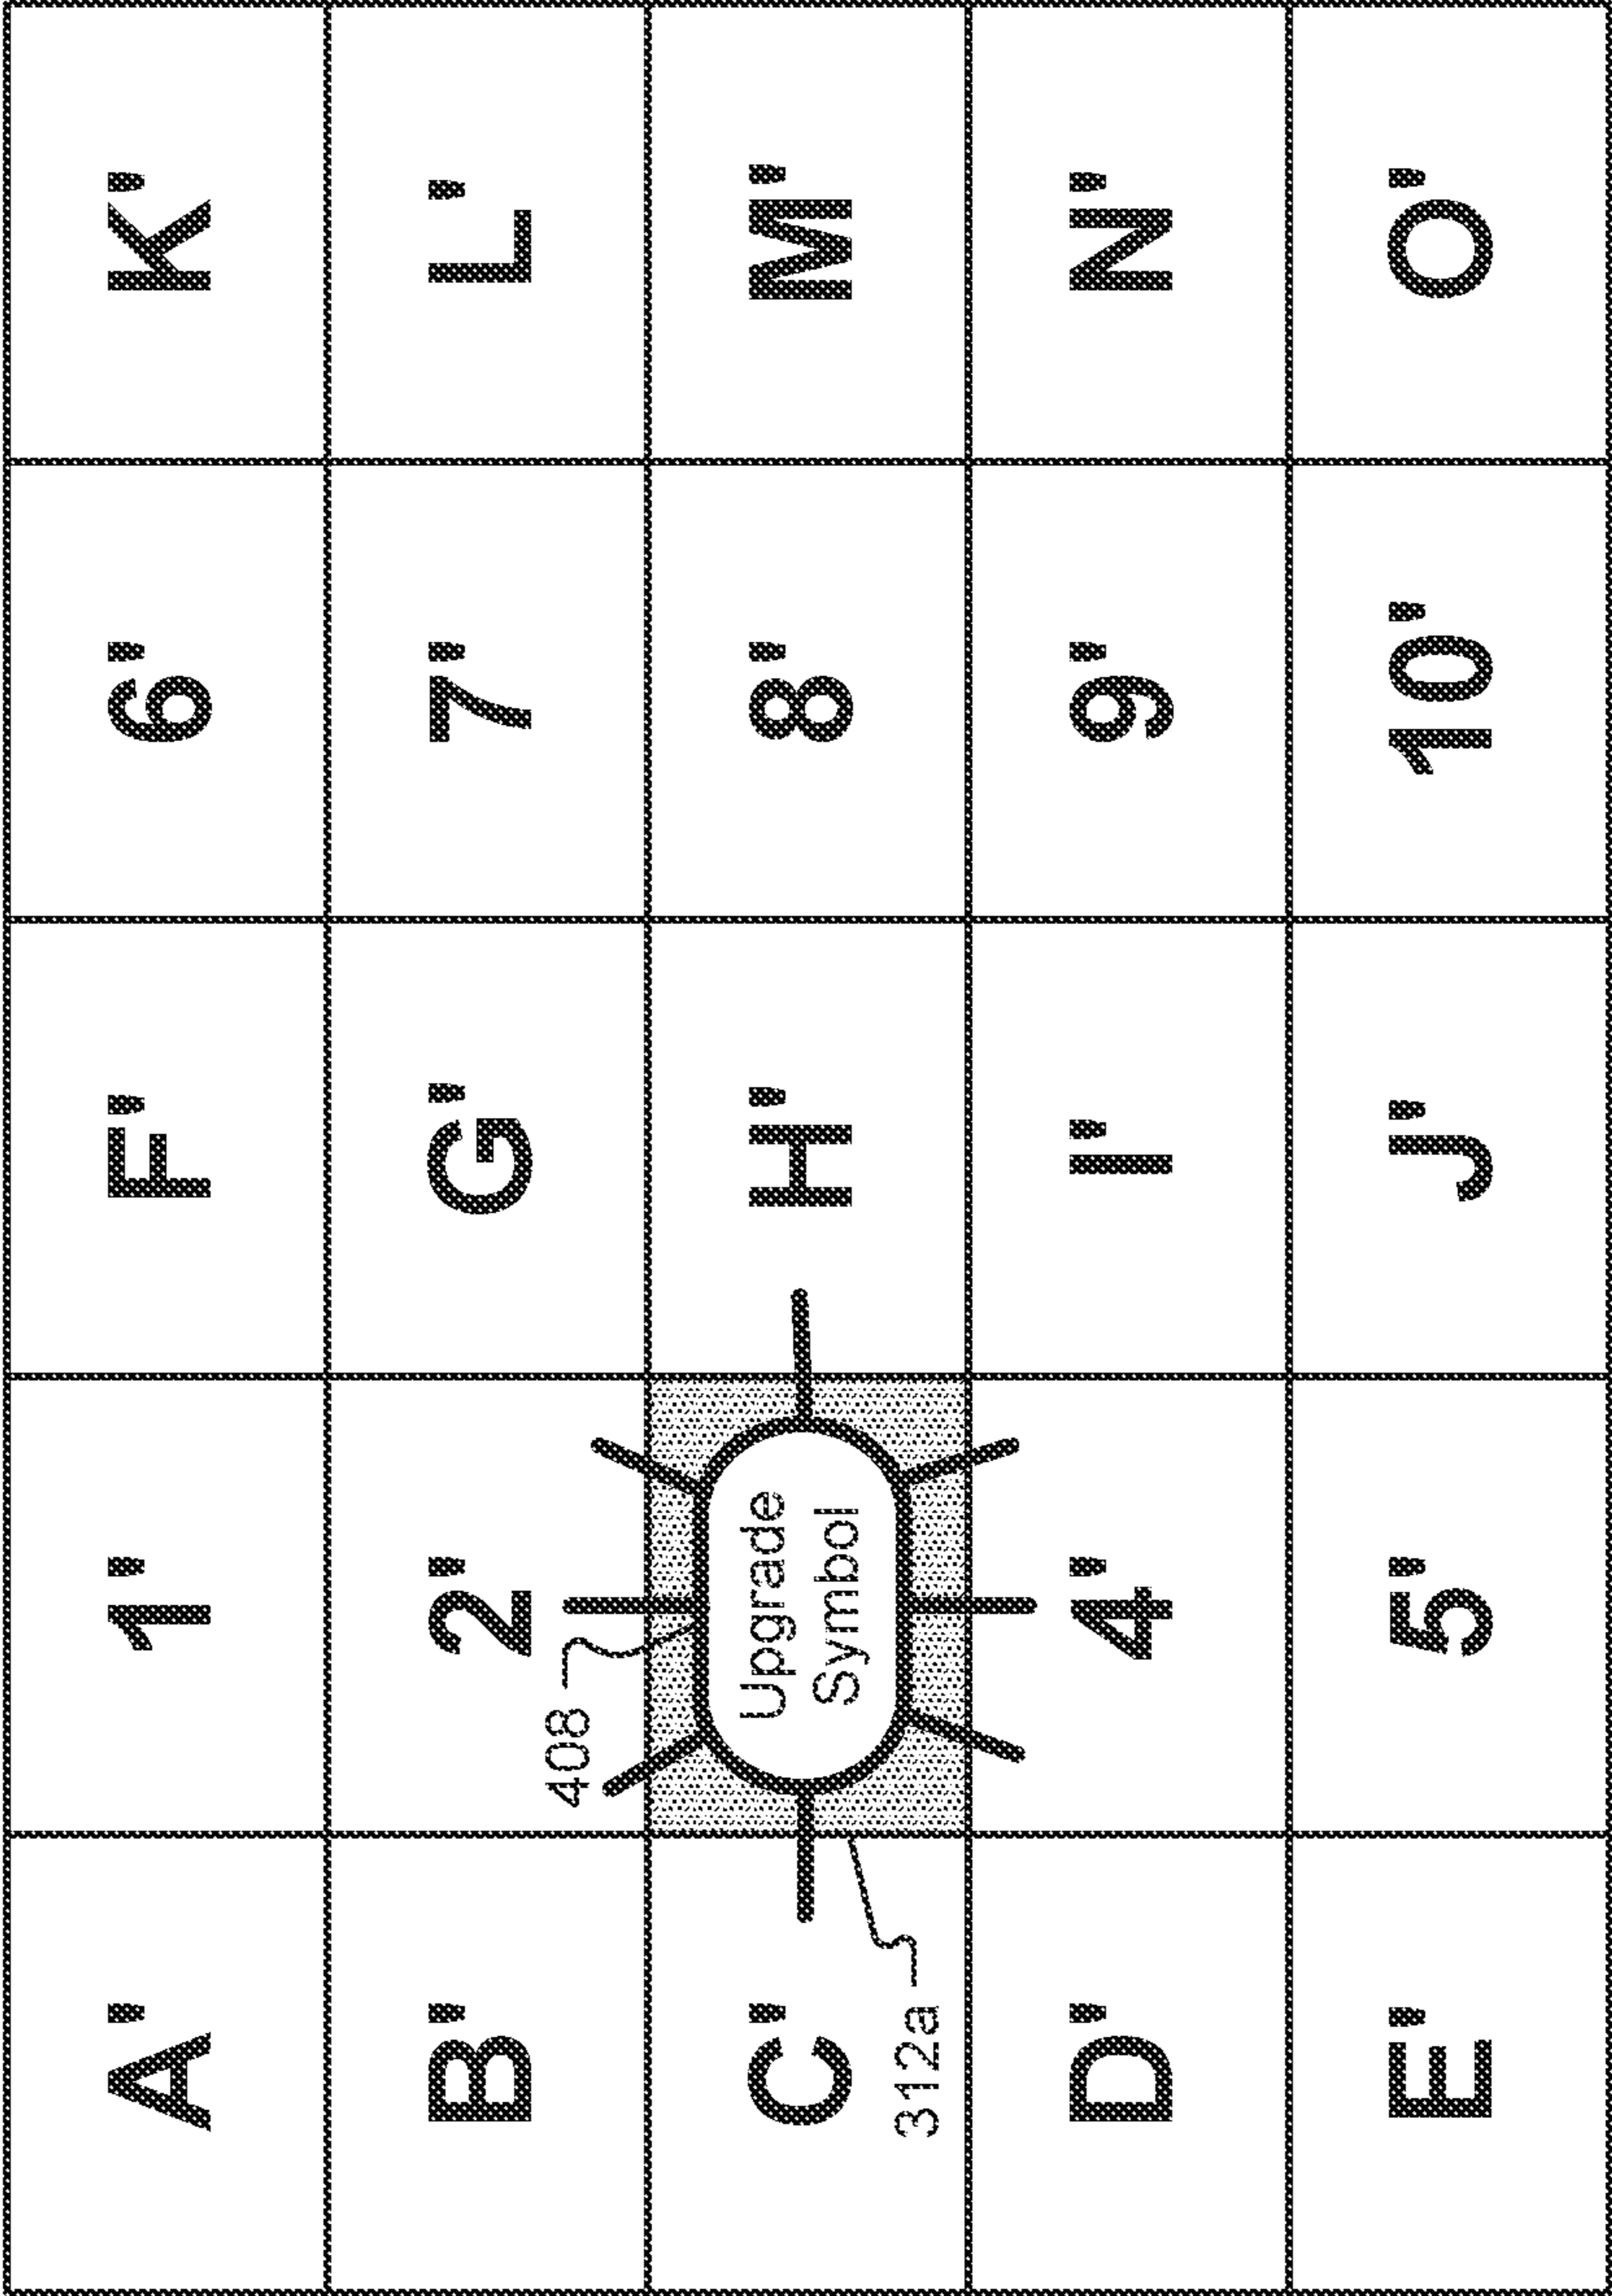 A' 1' F' 6' K'
B' 2' G' 7' L'
408
C' Upgrade Symbol H' 8' M'
312a
D' 4' I' 9' N'
E' 5' J' 10' O'